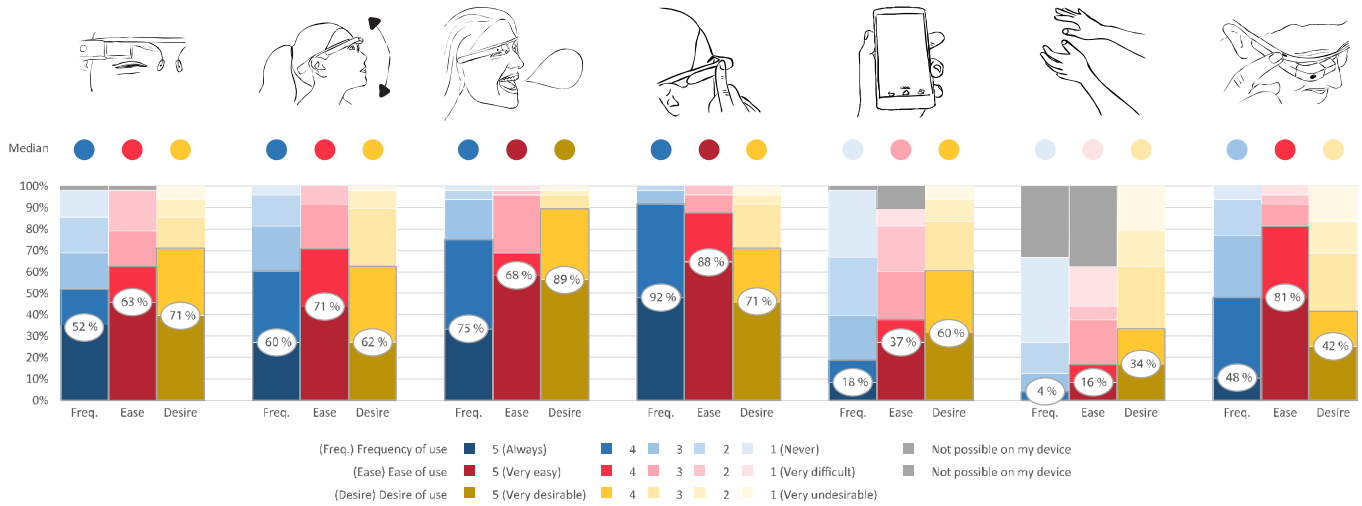 Median
100%
90%
80%
70%
60%
50%
40%
30%
20%
10%
0%
52 % 63 % 71 % 60 % 71 % 62 % 75 % 68 % 89 % 92 % 88 % 71 % 18 % 37 % 60 % 4 % 16 % 34 % 48 % 81 % 42 %
Freq. Ease Desire Freq. Ease Desire Freq. Ease Desire Freq. Ease Desire Freq. Ease Desire Freq. Ease Desire Freq. Ease Desire
(Freq.) Frequency of use 5 (Always) 4 3 2 1 (Never) Not possible on my device
(Ease) Ease of use 5 (Very easy) 4 3 2 1 (Very difficult) Not possible on my device
(Desire) Desire of use 5 (Very desirable) 4 3 2 1 (Very undesirable)